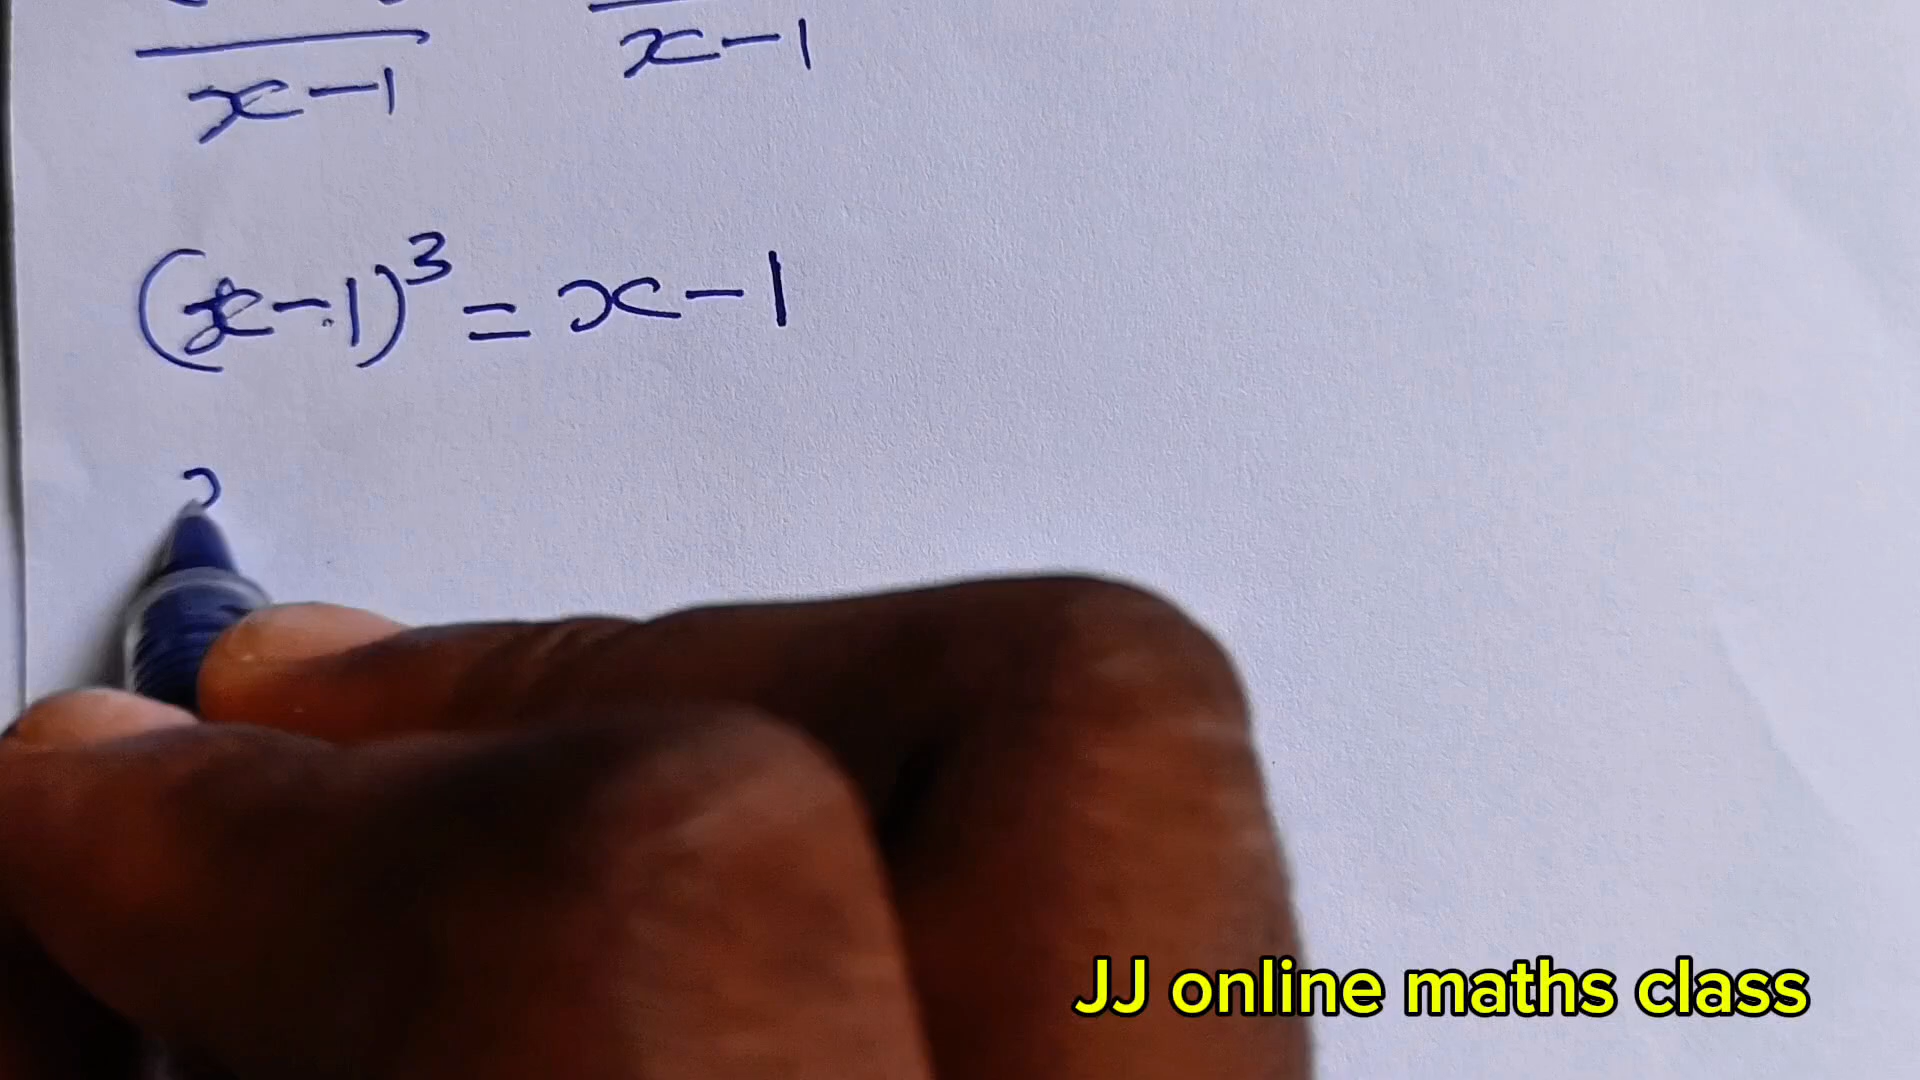 x-1 x-1
(x-1)³ = x-1
JJ online maths class